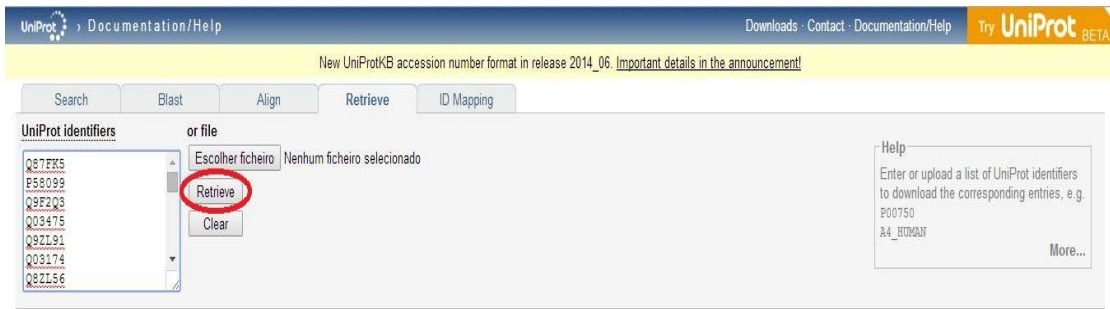 UniProt › Documentation/Help
Downloads · Contact · Documentation/Help
Try UniProt BETA
New UniProtKB accession number format in release 2014_06. Important details in the announcement!
Search Blast Align Retrieve ID Mapping
UniProt identifiers
or file
Q87FK5
P58099
Q9F2Q3
Q03475
Q9ZL91
Q03174
Q8ZL56
Escolher ficheiro Nenhum ficheiro selecionado
Retrieve
Clear
Help
Enter or upload a list of UniProt identifiers
to download the corresponding entries, e.g.
P00750
A4_HUMAN
More...